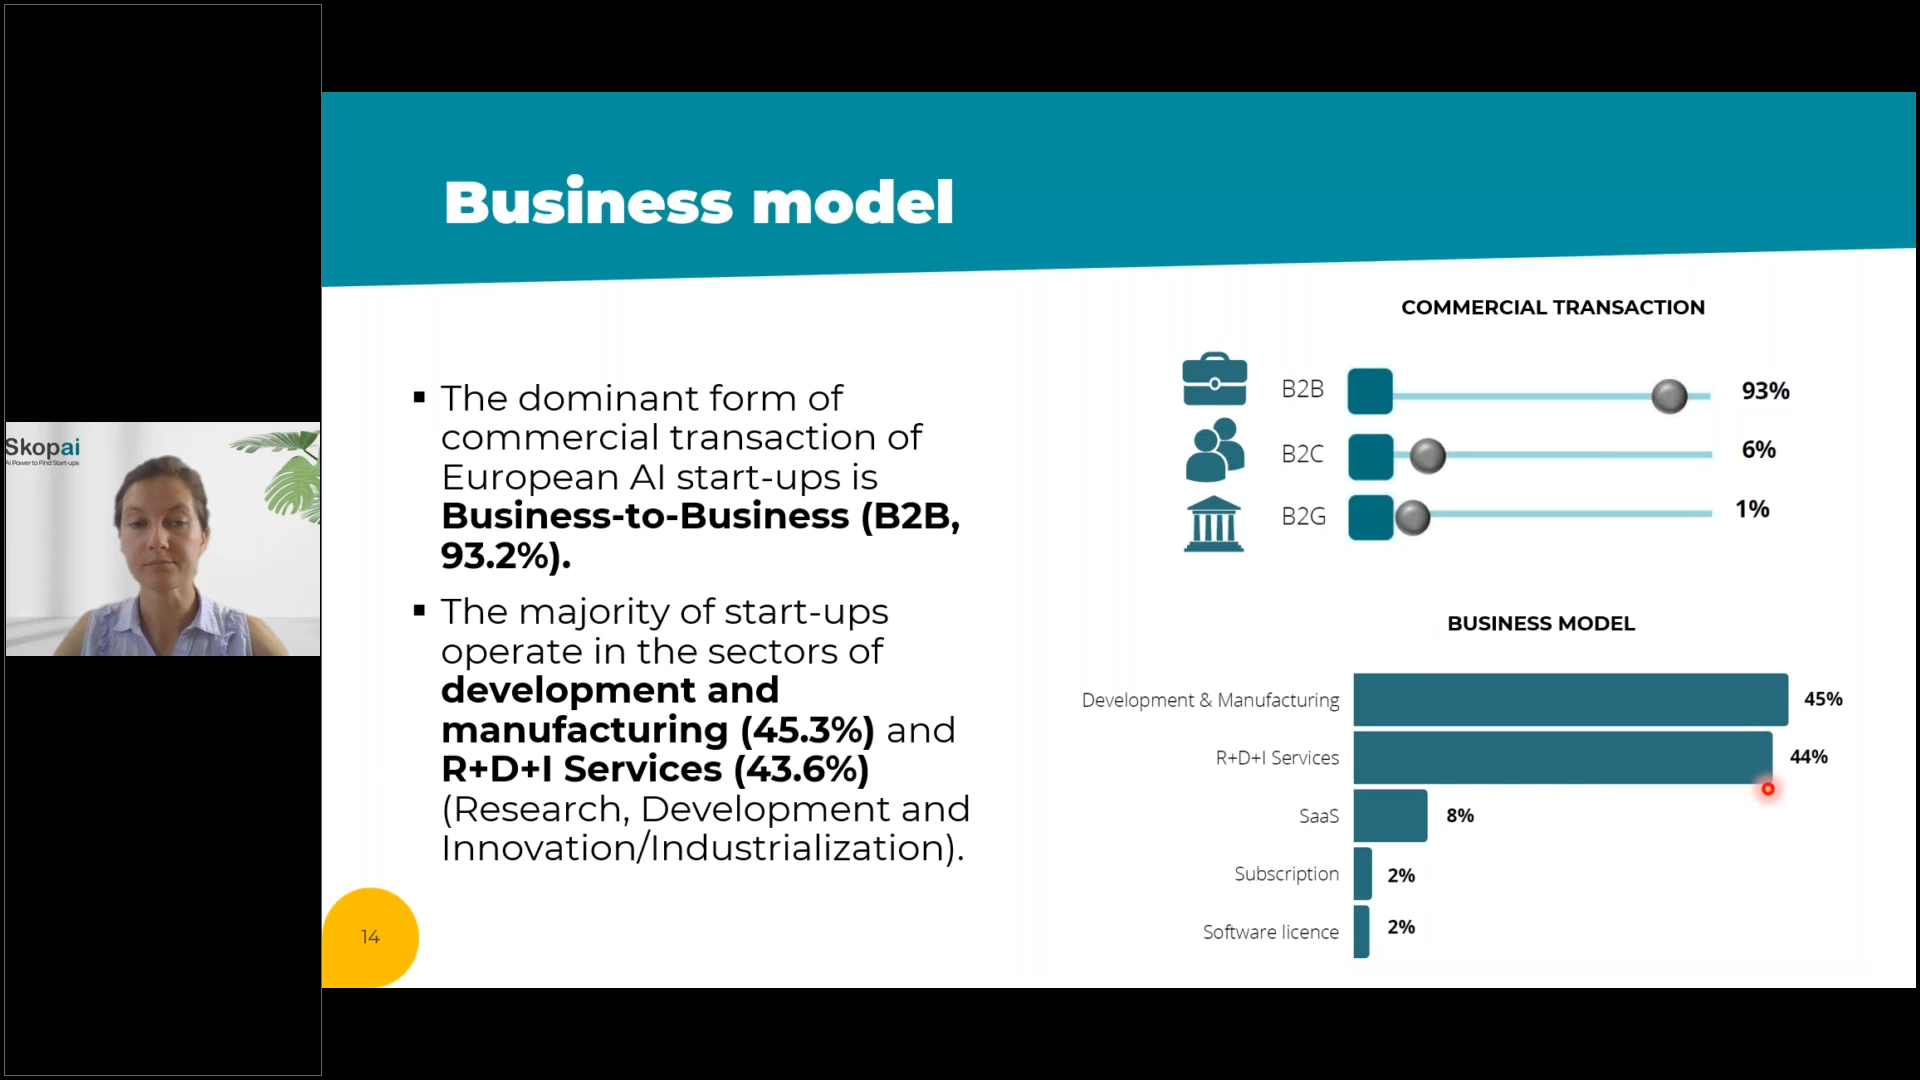 Business model
▪ The dominant form of
commercial transaction of
European AI start-ups is
Business-to-Business (B2B,
93.2%).
▪ The majority of start-ups
operate in the sectors of
development and
manufacturing (45.3%) and
R+D+I Services (43.6%)
(Research, Development and
Innovation/Industrialization).
14
COMMERCIAL TRANSACTION
B2B 93%
B2C 6%
B2G 1%
BUSINESS MODEL
Development & Manufacturing 45%
R+D+I Services 44%
SaaS 8%
Subscription 2%
Software licence 2%
Skopai
AI Power to Find Start-ups